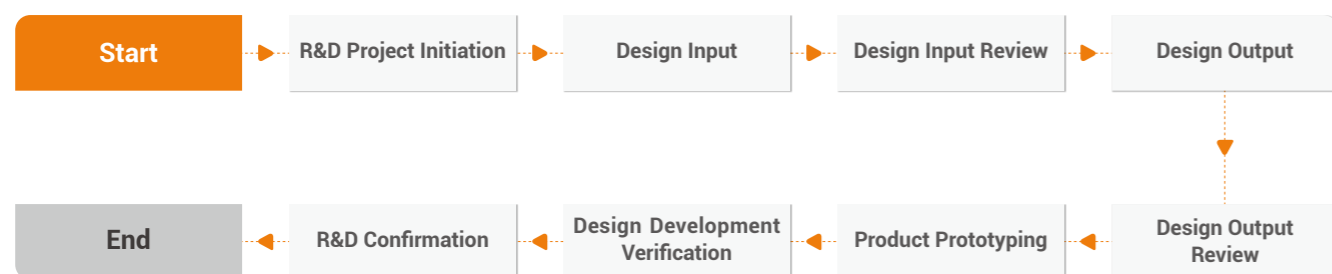 Start
R&D Project Initiation
Design Input
Design Input Review
Design Output
Design Output
Review
Product Prototyping
Design Development
Verification
R&D Confirmation
End